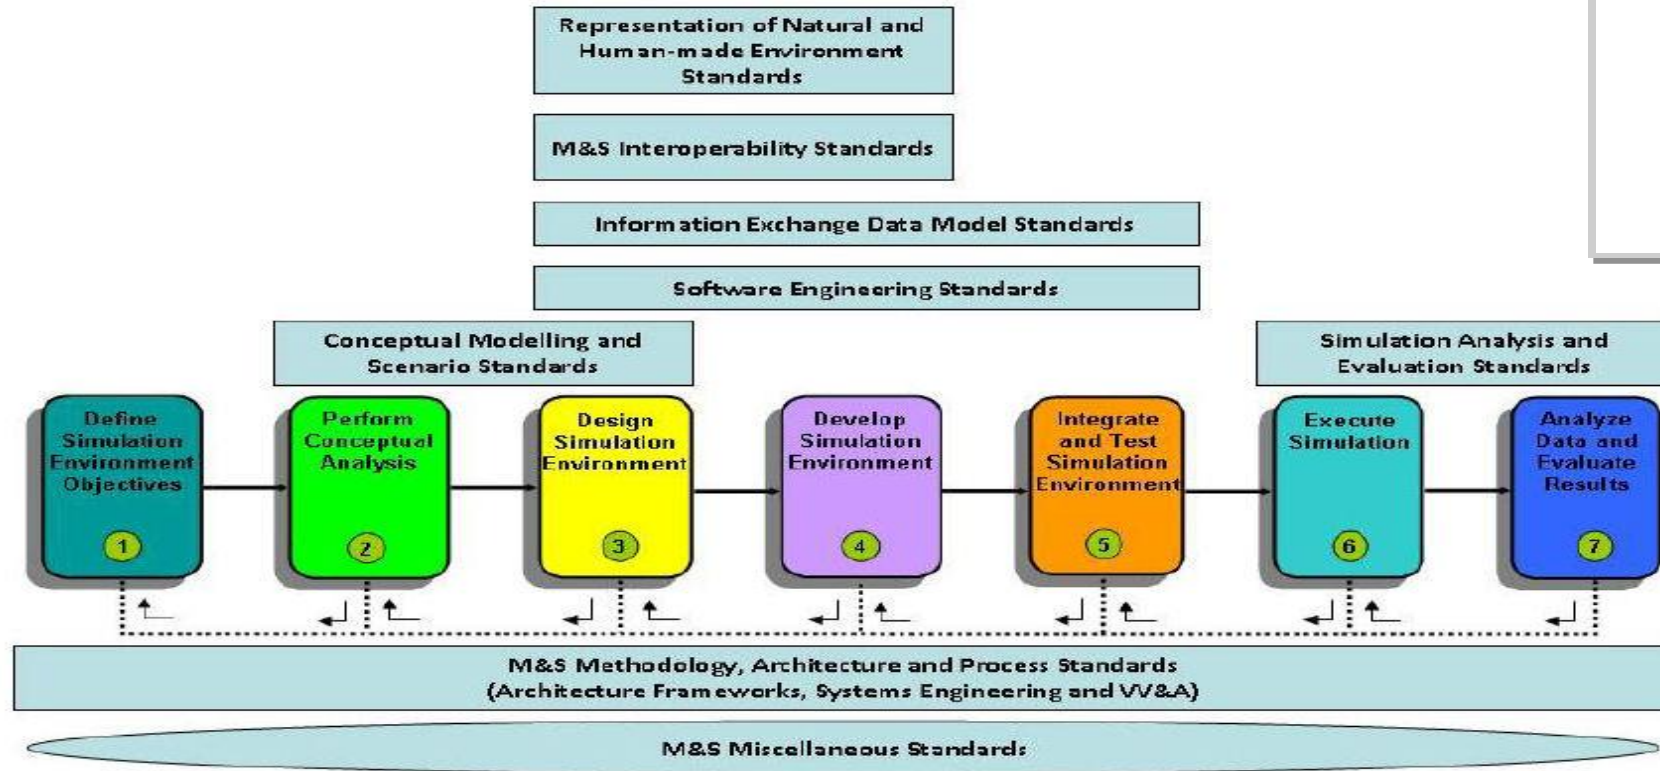 Representation of Natural and
Human-made Environment
Standards
M&S Interoperability Standards
Information Exchange Data Model Standards
Software Engineering Standards
Conceptual Modelling and
Scenario Standards
Simulation Analysis and
Evaluation Standards
Define
Simulation
Environment
Objectives
1
Perform
Conceptual
Analysis
2
Design
Simulation
Environment
3
Develop
Simulation
Environment
4
Integrate
and Test
Simulation
Environment
5
Execute
Simulation
6
Analyze
Data and
Evaluate
Results
7
M&S Methodology, Architecture and Process Standards
(Architecture Frameworks, Systems Engineering and VV&A)
M&S Miscellaneous Standards